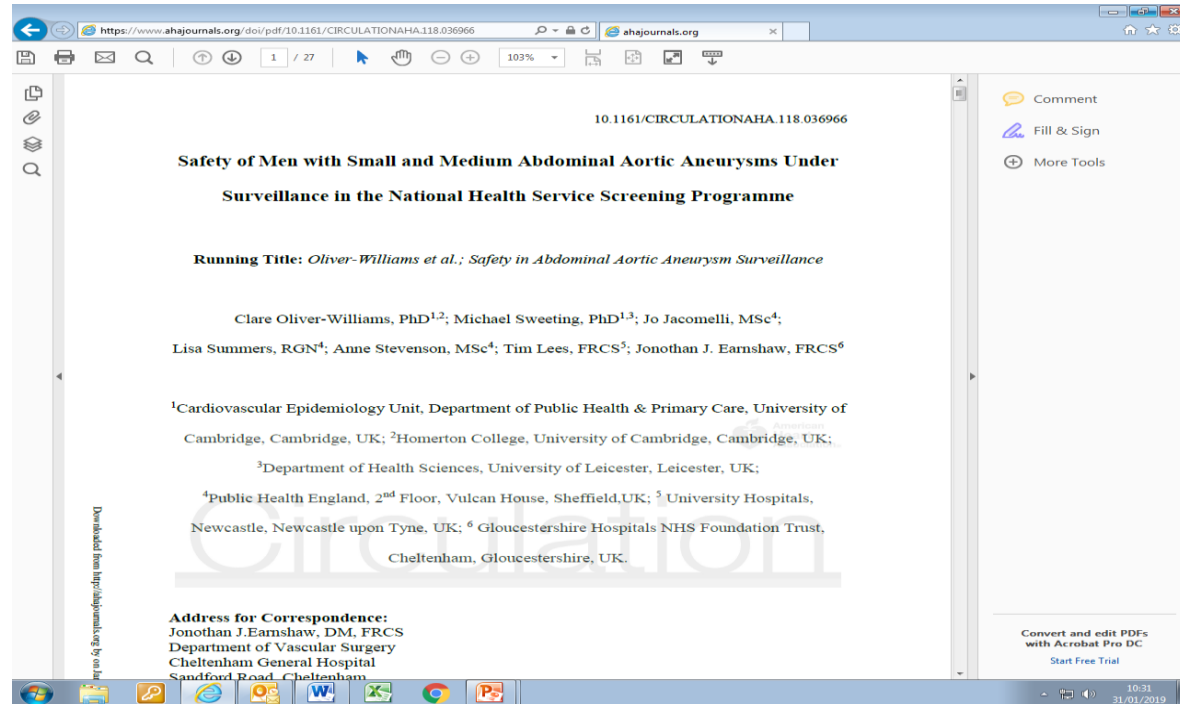 https://www.ahajournals.org/doi/pdf/10.1161/CIRCULATIONAHA.118.036966
ahajournals.org
1 / 27
103%
Comment
Fill & Sign
More Tools
10.1161/CIRCULATIONAHA.118.036966
Safety of Men with Small and Medium Abdominal Aortic Aneurysms Under
Surveillance in the National Health Service Screening Programme
Running Title: Oliver-Williams et al.; Safety in Abdominal Aortic Aneurysm Surveillance
Clare Oliver-Williams, PhD1,2; Michael Sweeting, PhD1,3; Jo Jacomelli, MSc4;
Lisa Summers, RGN4; Anne Stevenson, MSc4; Tim Lees, FRCS5; Jonothan J. Earnshaw, FRCS6
1Cardiovascular Epidemiology Unit, Department of Public Health & Primary Care, University of
Cambridge, Cambridge, UK; 2Homerton College, University of Cambridge, Cambridge, UK;
3Department of Health Sciences, University of Leicester, Leicester, UK;
4Public Health England, 2nd Floor, Vulcan House, Sheffield,UK; 5 University Hospitals,
Newcastle, Newcastle upon Tyne, UK; 6 Gloucestershire Hospitals NHS Foundation Trust,
Cheltenham, Gloucestershire, UK.
American
Circulation
Address for Correspondence:
Jonothan J.Earnshaw, DM, FRCS
Department of Vascular Surgery
Cheltenham General Hospital
Sandford Road, Cheltenham
Downloaded from http://ahajournals.org by on
Convert and edit PDFs
with Acrobat Pro DC
Start Free Trial
10:31
31/01/2019